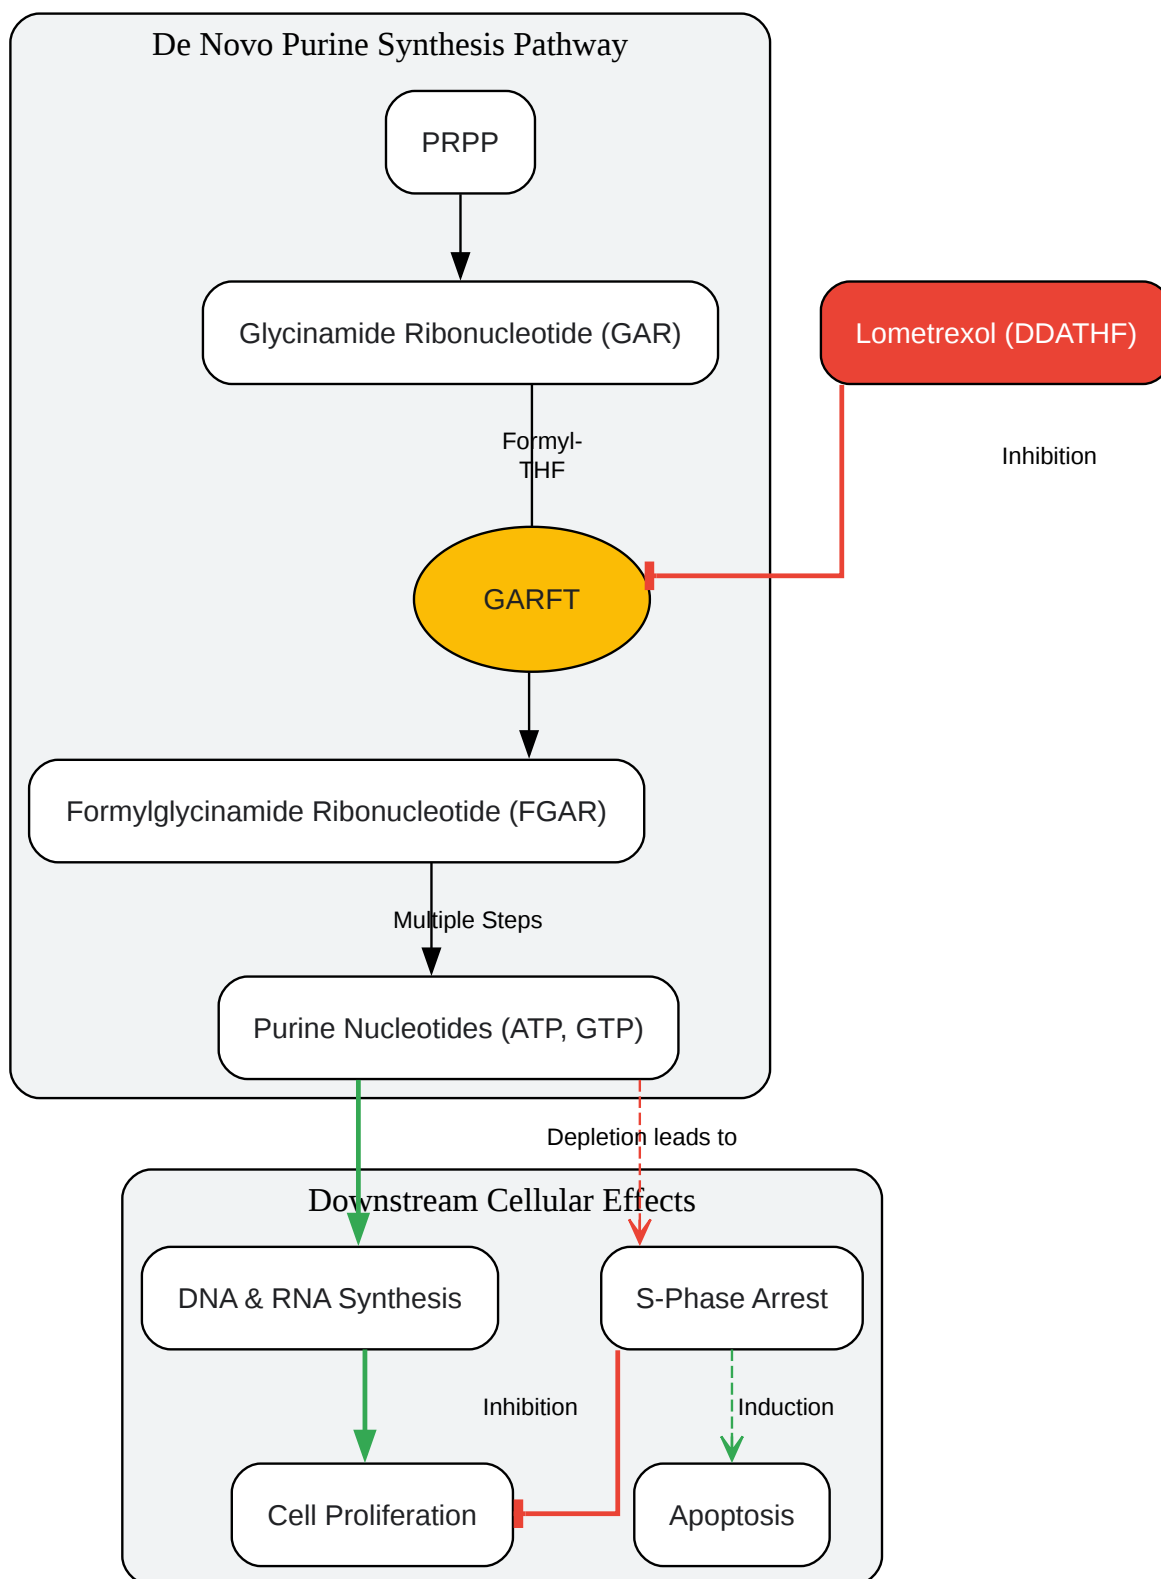 De Novo Purine Synthesis Pathway
PRPP
Glycinamide Ribonucleotide (GAR)
Lometrexol (DDATHF)
Formyl-
THF
Inhibition
GARFT
Formylglycinamide Ribonucleotide (FGAR)
Multiple Steps
Purine Nucleotides (ATP, GTP)
Depletion leads to
Downstream Cellular Effects
DNA & RNA Synthesis
S-Phase Arrest
Inhibition
Induction
Cell Proliferation
Apoptosis